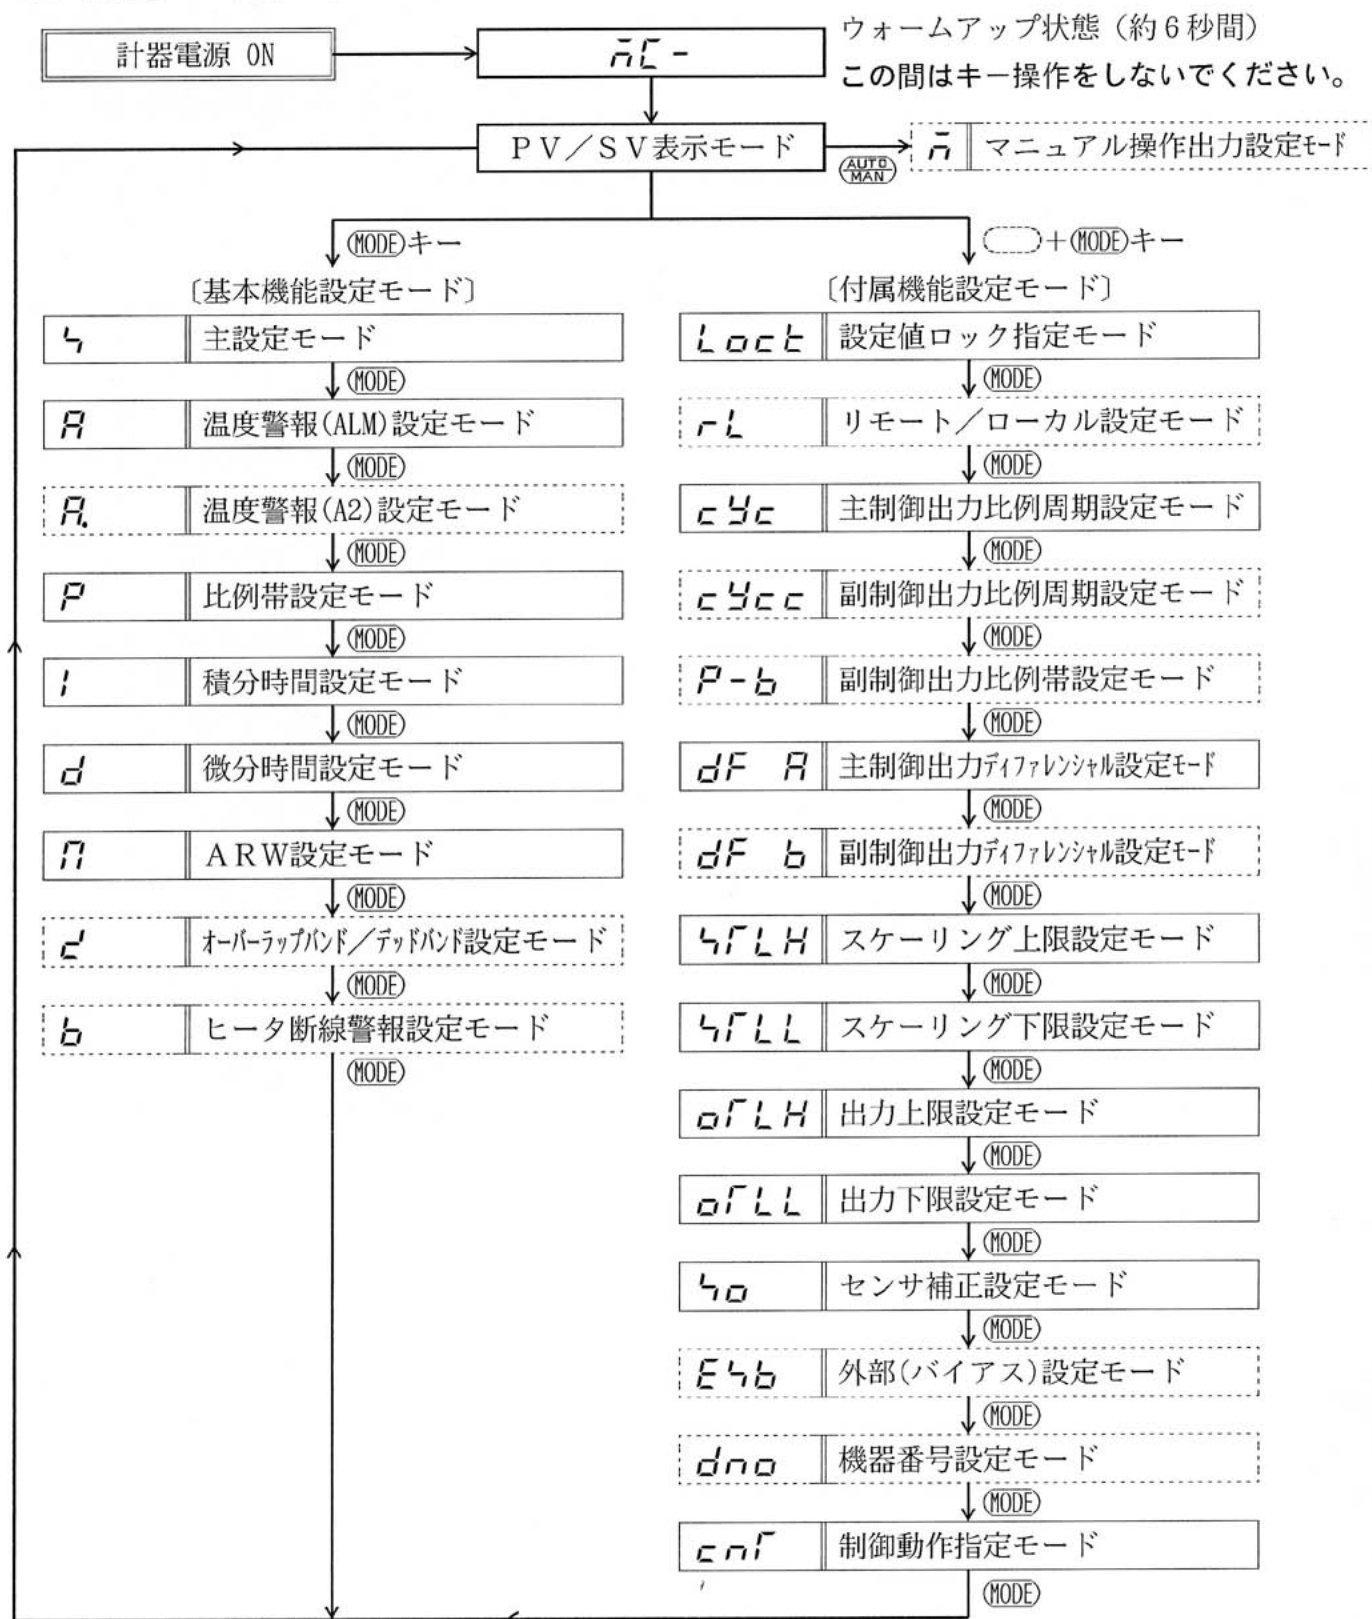 計器電源 ON
ñC-
ウォームアップ状態（約６秒間）
この間はキー操作をしないでください。
ＰＶ／ＳＶ表示モード
AUTO
MAN
ñ マニュアル操作出力設定ﾓｰﾄﾞ
MODEキー
＋MODEキー
〔基本機能設定モード〕
ϟ 主設定モード
MODE
A 温度警報(ALM)設定モード
MODE
A. 温度警報(A2)設定モード
MODE
P 比例帯設定モード
MODE
I 積分時間設定モード
MODE
d 微分時間設定モード
MODE
Π ＡＲＷ設定モード
MODE
ｵｰﾊﾞｰﾗｯﾌﾟﾊﾞﾝﾄﾞ／ﾃﾞｯﾄﾞﾊﾞﾝﾄﾞ設定モード
MODE
b ヒータ断線警報設定モード
MODE
〔付属機能設定モード〕
Loct 設定値ロック指定モード
MODE
rL リモート／ローカル設定モード
MODE
cYc 主制御出力比例周期設定モード
MODE
cYcc 副制御出力比例周期設定モード
MODE
P-b 副制御出力比例帯設定モード
MODE
dF A 主制御出力ﾃﾞｨﾌｧﾚﾝｼｬﾙ設定ﾓｰﾄﾞ
MODE
dF b 副制御出力ﾃﾞｨﾌｧﾚﾝｼｬﾙ設定ﾓｰﾄﾞ
MODE
ϟΓLH スケーリング上限設定モード
MODE
ϟΓLL スケーリング下限設定モード
MODE
oΓLH 出力上限設定モード
MODE
oΓLL 出力下限設定モード
MODE
ϟo センサ補正設定モード
MODE
Eϟb 外部(バイアス)設定モード
MODE
dno 機器番号設定モード
MODE
cnΓ 制御動作指定モード
MODE